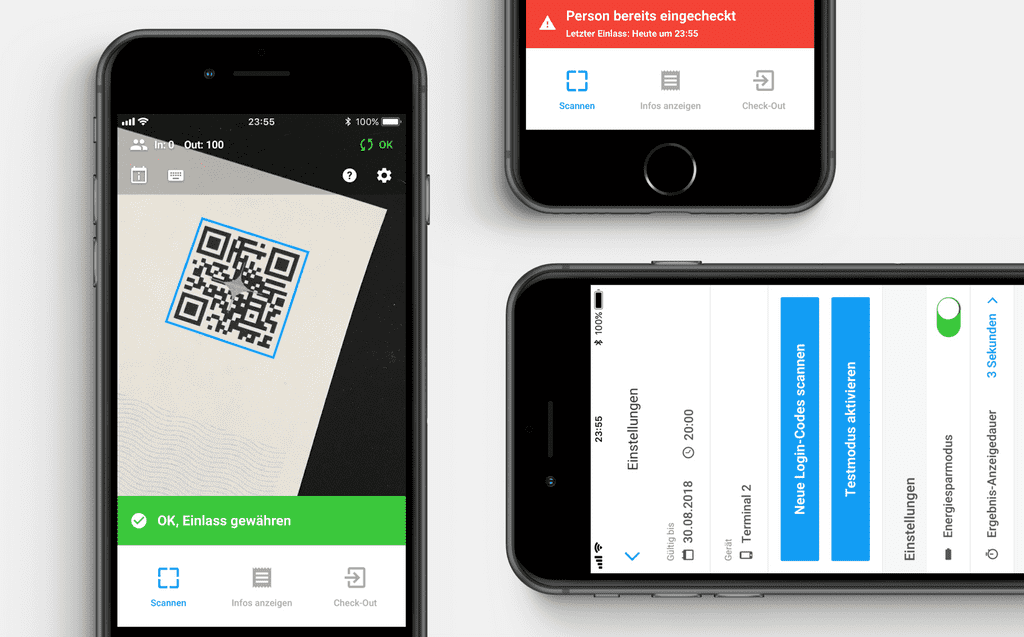 23:55
100%
In: 0 Out: 100
OK
OK, Einlass gewähren
Scannen
Infos anzeigen
Check-Out
Person bereits eingecheckt
Letzter Einlass: Heute um 23:55
Scannen
Infos anzeigen
Check-Out
23:55
100%
Einstellungen
Gültig bis
30.08.2018
20:00
Gerät
Terminal 2
Neue Login-Codes scannen
Testmodus aktivieren
Einstellungen
Energiesparmodus
Ergebnis-Anzeigedauer
3 Sekunden